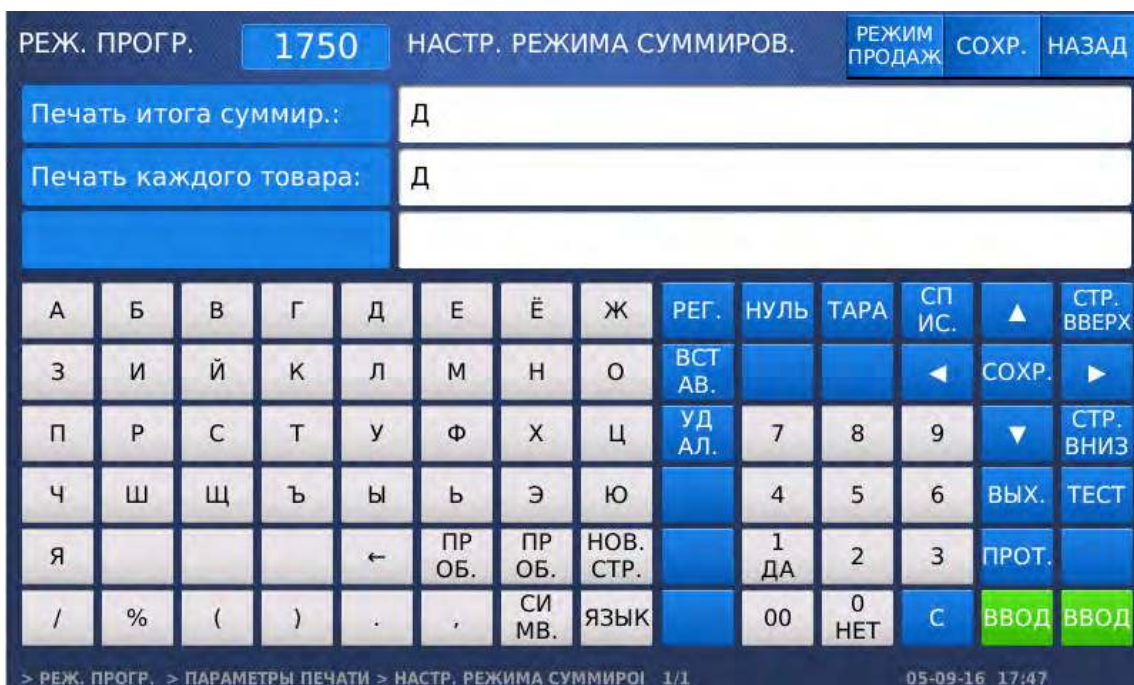 РЕЖ. ПРОГР. 1750 НАСТР. РЕЖИМА СУММИРОВ. РЕЖИМ ПРОДАЖ СОХР. НАЗАД
Печать итога суммир.: Д
Печать каждого товара: Д
А Б В Г Д Е Ё Ж РЕГ. НУЛЬ ТАРА СП ИС. ▲ СТР. ВВЕРХ
З И Й К Л М Н О ВСТ АВ. ◄ СОХР. ►
П Р С Т У Ф Х Ц УД АЛ. 7 8 9 ▼ СТР. ВНИЗ
Ч Ш Щ Ъ Ы Ь Э Ю 4 5 6 ВЫХ. ТЕСТ
Я ← ПР ОБ. ПР ОБ. НОВ. СТР. 1 ДА 2 3 ПРОТ.
/ % ( ) . , СИ МВ. ЯЗЫК 00 0 НЕТ С ВВОД ВВОД
> РЕЖ. ПРОГР. > ПАРАМЕТРЫ ПЕЧАТИ > НАСТР. РЕЖИМА СУММИРОІ 1/1 05-09-16 17:47